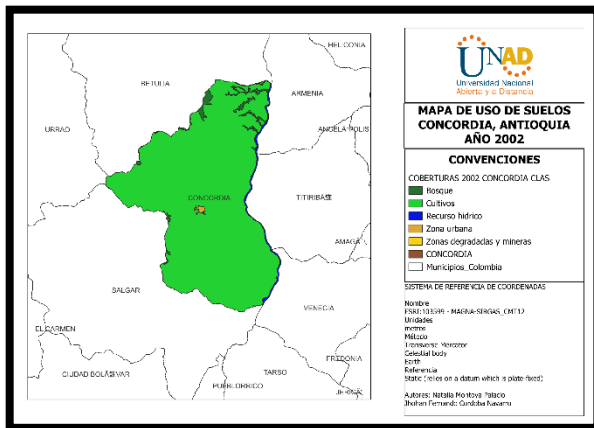 HELICONIA
BETULIA
ARMENIA
URRAO
ANGELÓPOLIS
CONCORDIA
TITIRIBÍ
AMAGÁ
SALGAR
VENECIA
EL CARMEN
FREDONIA
CIUDAD BOLÍVAR
TARSO
PUEBLORRICO
JERICÓ
UNAD
Universidad Nacional
Abierta y a Distancia
MAPA DE USO DE SUELOS
CONCORDIA, ANTIOQUIA
AÑO 2002
CONVENCIONES
COBERTURAS 2002 CONCORDIA CLAS
Bosque
Cultivos
Recurso hídrico
Zona urbana
Zonas degradadas y mineras
CONCORDIA
Municipios_Colombia
SISTEMA DE REFERENCIA DE COORDENADAS
Nombre
ESRI:103599 - MAGNA-SIRGAS_CMT12
Unidades
metros
Método
Transverse Mercator
Celestial body
Earth
Referencia
Static (relies on a datum which is plate-fixed)
Autores: Natalia Montoya Palacio
Jhohan Fernando Cordoba Navarro